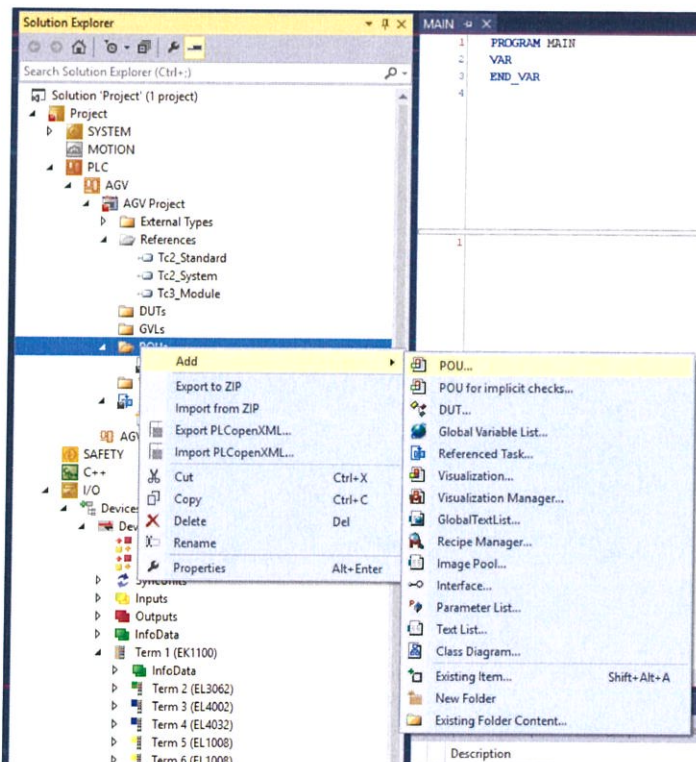 Solution Explorer
Search Solution Explorer (Ctrl+;)
Solution 'Project' (1 project)
Project
SYSTEM
MOTION
PLC
AGV
AGV Project
External Types
References
Tc2_Standard
Tc2_System
Tc3_Module
DUTs
GVLs
SAFETY
C++
I/O
Devices
SyncUnits
Inputs
Outputs
InfoData
Term 1 (EK1100)
InfoData
Term 2 (EL3062)
Term 3 (EL4002)
Term 4 (EL4032)
Term 5 (EL1008)
Term 6 (EL1008)
Add
Export to ZIP
Import from ZIP
Export PLCopenXML...
Import PLCopenXML...
Cut Ctrl+X
Copy Ctrl+C
Delete Del
Rename
Properties Alt+Enter
POU...
POU for implicit checks...
DUT...
Global Variable List...
Referenced Task...
Visualization...
Visualization Manager...
GlobalTextList...
Recipe Manager...
Image Pool...
Interface...
Parameter List...
Text List...
Class Diagram...
Existing Item... Shift+Alt+A
New Folder
Existing Folder Content...
MAIN
1 PROGRAM MAIN
2 VAR
3 END_VAR
4
1
Description